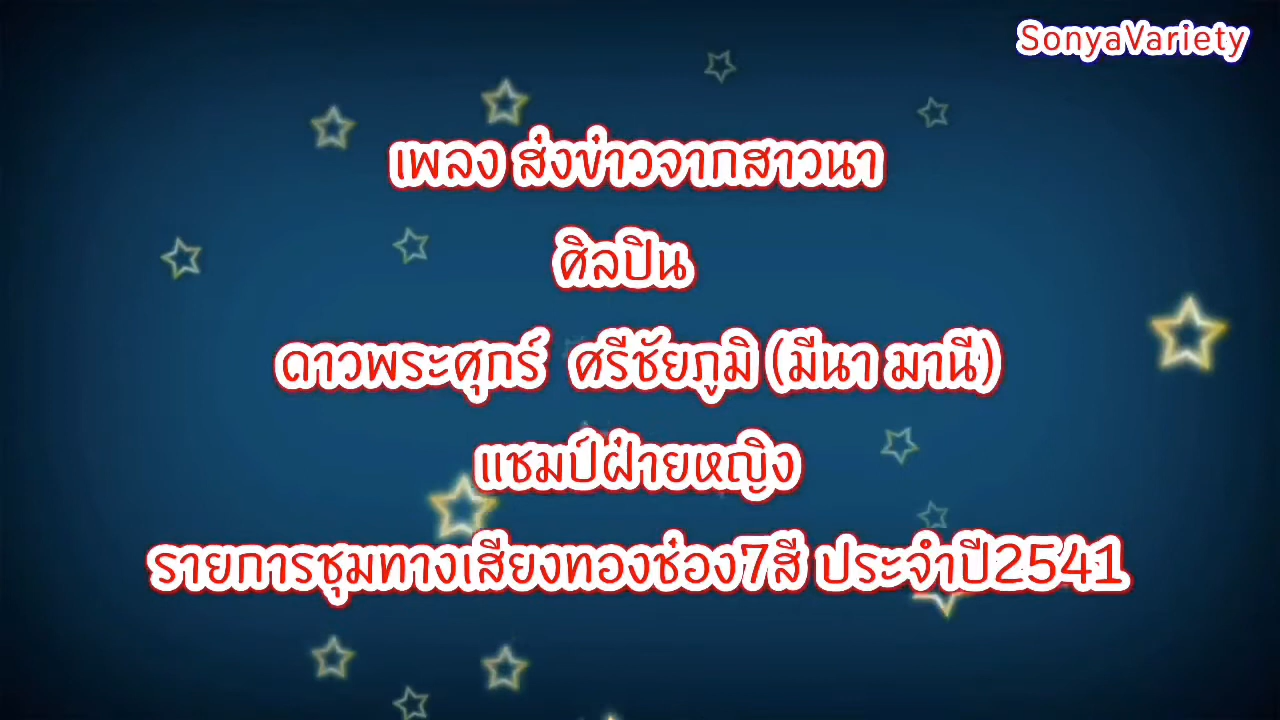 SonyaVariety
เพลง ส่งข่าวจากสาวนา
ศิลปิน
ดาวพระศุกร์ ศรีชัยภูมิ (มีนา มานี)
แชมป์ฝ่ายหญิง
รายการชุมทางเสียงทองช่อง7สี ประจำปี2541